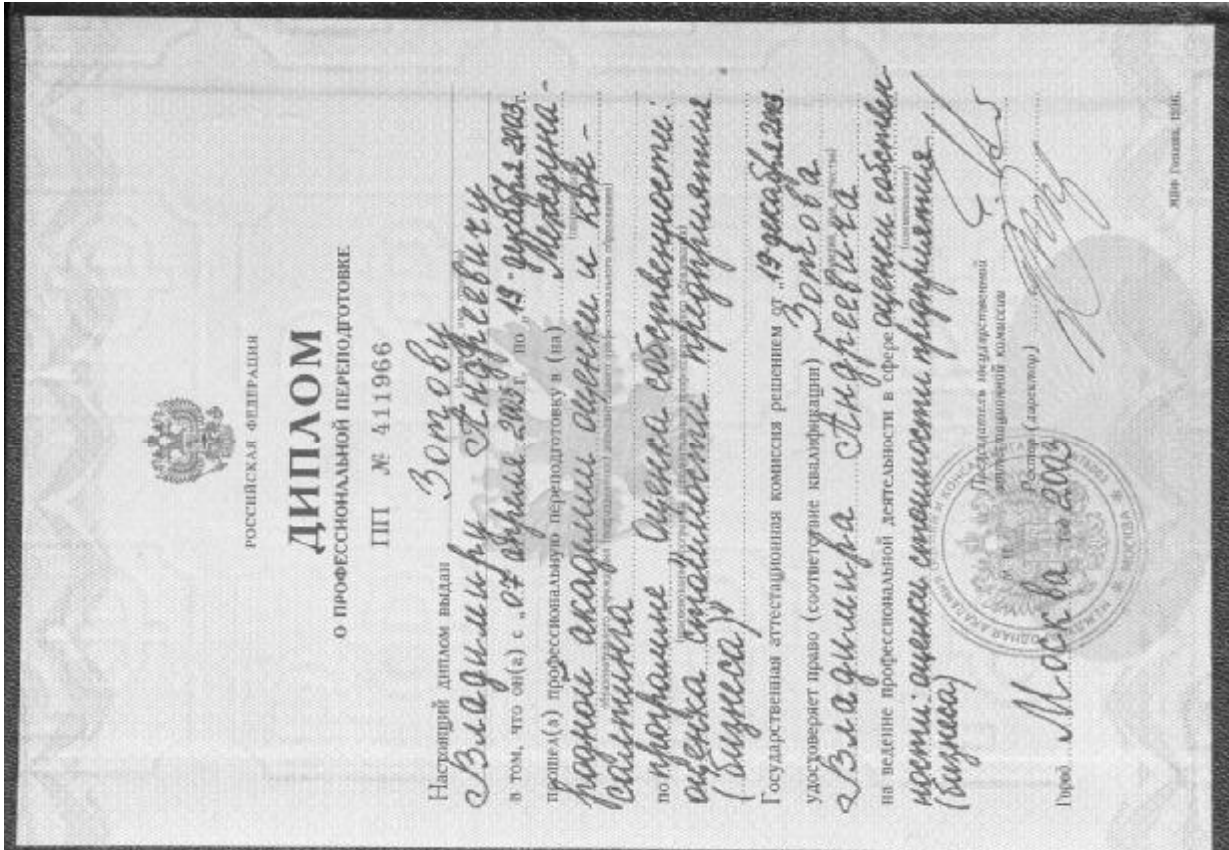 РОССИЙСКАЯ ФЕДЕРАЦИЯ
ДИПЛОМ
О ПРОФЕССИОНАЛЬНОЙ ПЕРЕПОДГОТОВКЕ
ПП № 411966
Настоящий диплом выдан Зотову
Владимиру Андреевичу
в том, что он(а) с „07 апреля 2003 г. по „19“ декабря 2003 г.
прошел(а) профессиональную переподготовку в (на) Междуна-
родной академии оценки и кон-
салтинга
по программе Оценка собственности:
оценка стоимости предприятия
(бизнеса)
Государственная аттестационная комиссия решением от „19 декабря 2003
удостоверяет право (соответствие квалификации) Зотова
Владимира Андреевича
на ведение профессиональной деятельности в сфере оценки собствен-
ности: оценки стоимости предприятия
(бизнеса)
Председатель государственной
аттестационной комиссии
Ректор (директор)
Город Москва 2003
МОСКВА